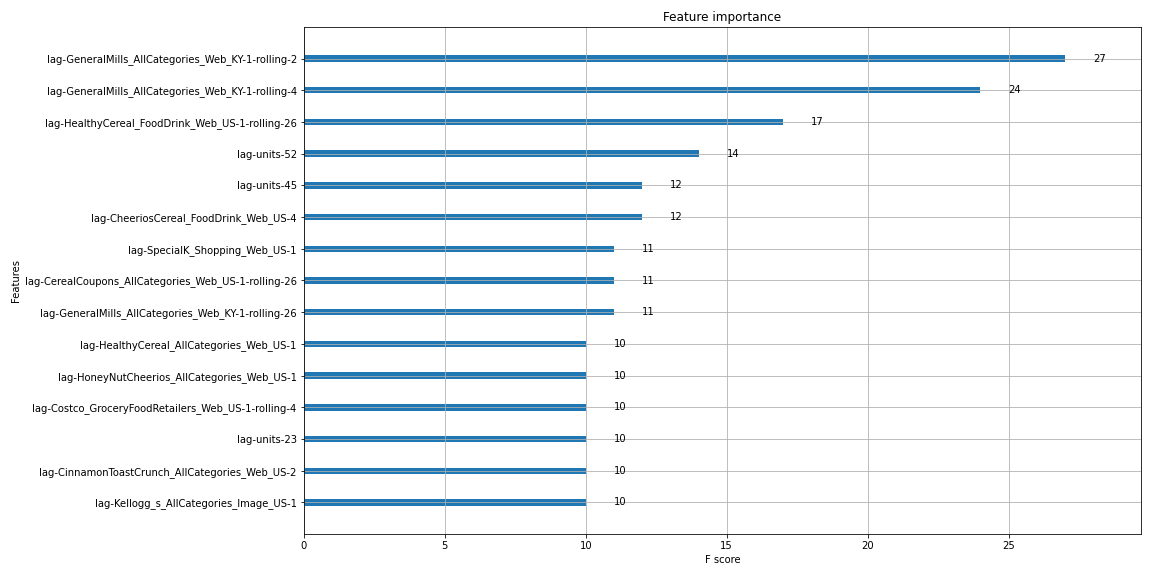 Feature importance
lag-GeneralMills_AllCategories_Web_KY-1-rolling-2 27
lag-GeneralMills_AllCategories_Web_KY-1-rolling-4 24
lag-HealthyCereal_FoodDrink_Web_US-1-rolling-26 17
lag-units-52 14
lag-units-45 12
lag-CheeriosCereal_FoodDrink_Web_US-4 12
lag-SpecialK_Shopping_Web_US-1 11
lag-CerealCoupons_AllCategories_Web_US-1-rolling-26 11
lag-GeneralMills_AllCategories_Web_KY-1-rolling-26 11
lag-HealthyCereal_AllCategories_Web_US-1 10
lag-HoneyNutCheerios_AllCategories_Web_US-1 10
lag-Costco_GroceryFoodRetailers_Web_US-1-rolling-4 10
lag-units-23 10
lag-CinnamonToastCrunch_AllCategories_Web_US-2 10
lag-Kellogg_s_AllCategories_Image_US-1 10
Features
0 5 10 15 20 25
F score